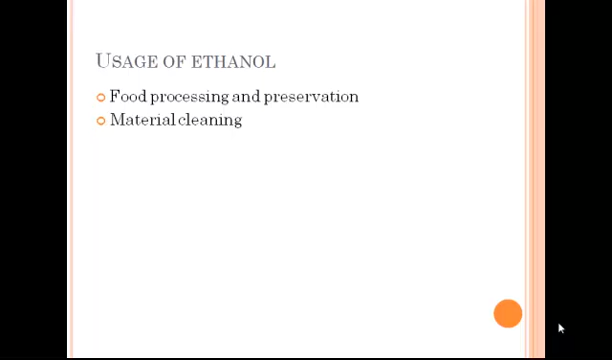 USAGE OF ETHANOL
Food processing and preservation
Material cleaning